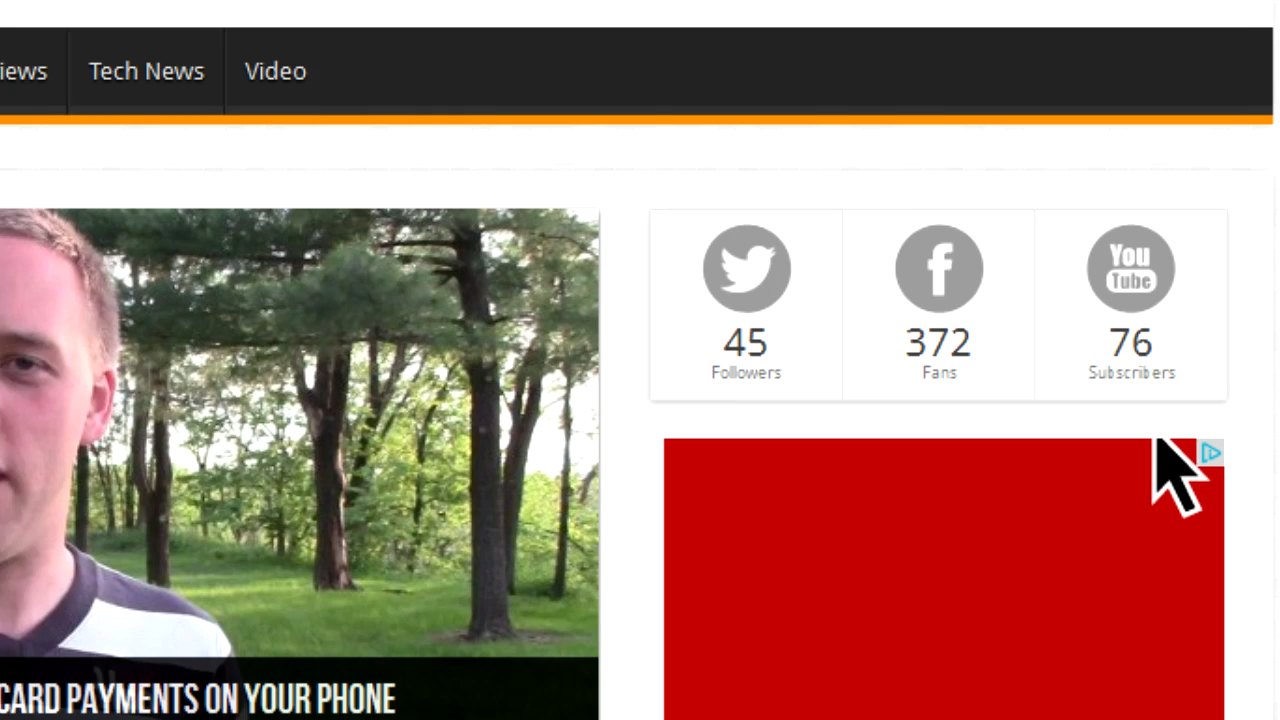 iews Tech News Video
45 372 76
Followers Fans Subscribers
You
Tube
CARD PAYMENTS ON YOUR PHONE